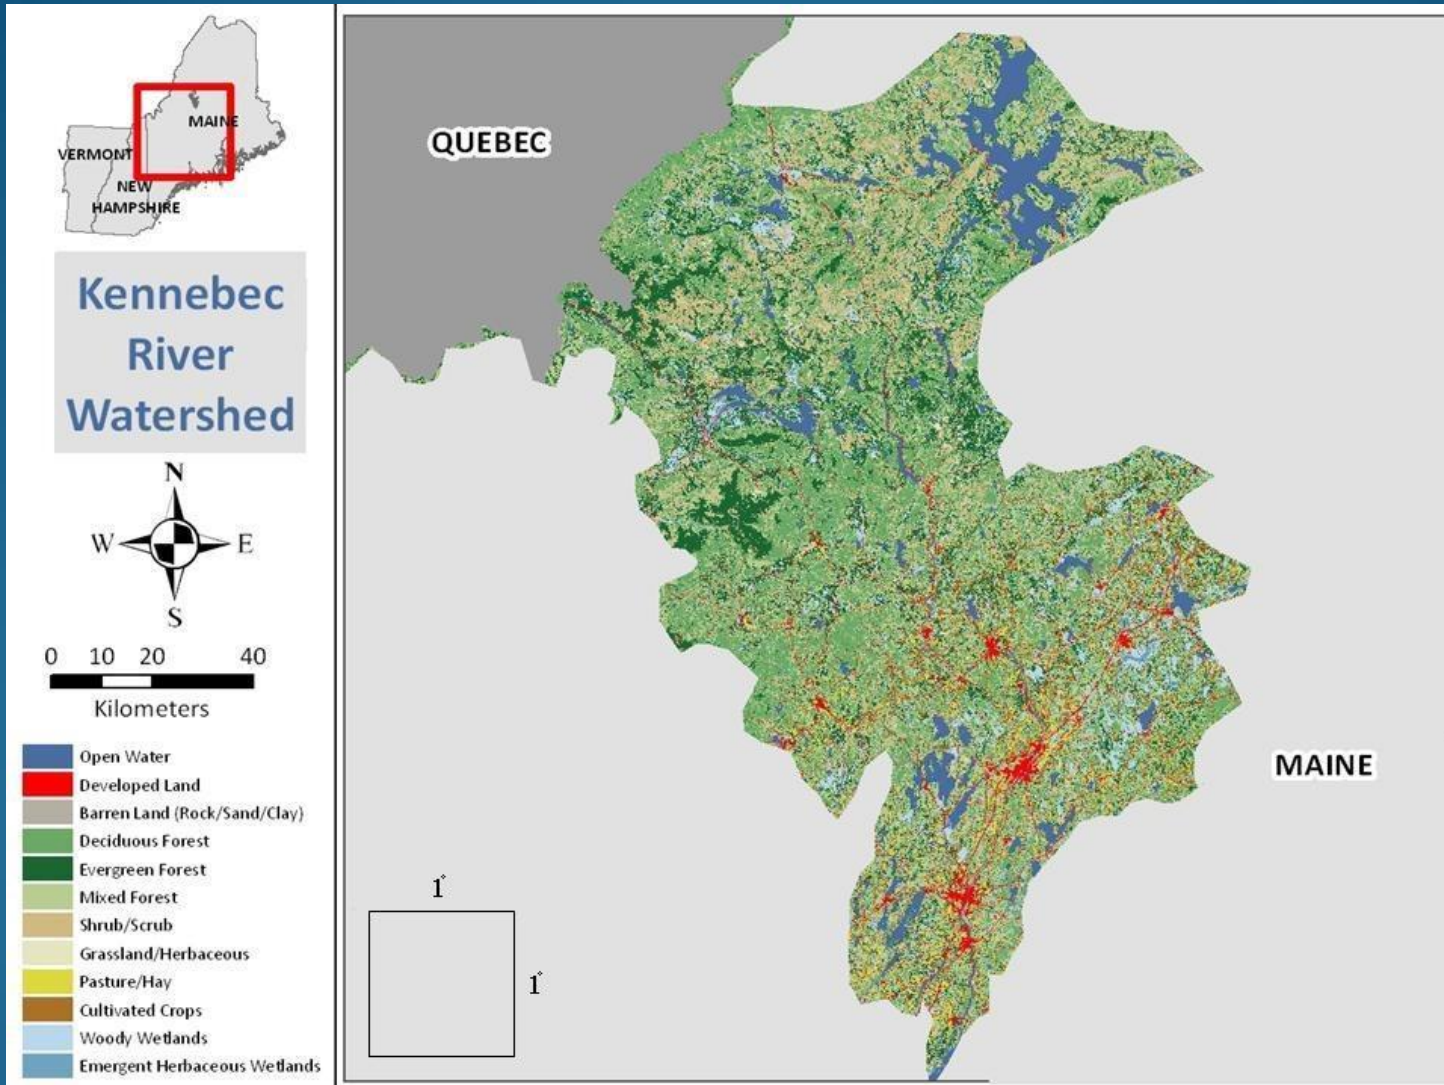 MAINE
VERMONT
NEW
HAMPSHIRE
Kennebec
River
Watershed
N
W E
S
0 10 20 40
Kilometers
Open Water
Developed Land
Barren Land (Rock/Sand/Clay)
Deciduous Forest
Evergreen Forest
Mixed Forest
Shrub/Scrub
Grassland/Herbaceous
Pasture/Hay
Cultivated Crops
Woody Wetlands
Emergent Herbaceous Wetlands
QUEBEC
MAINE
1°
1°